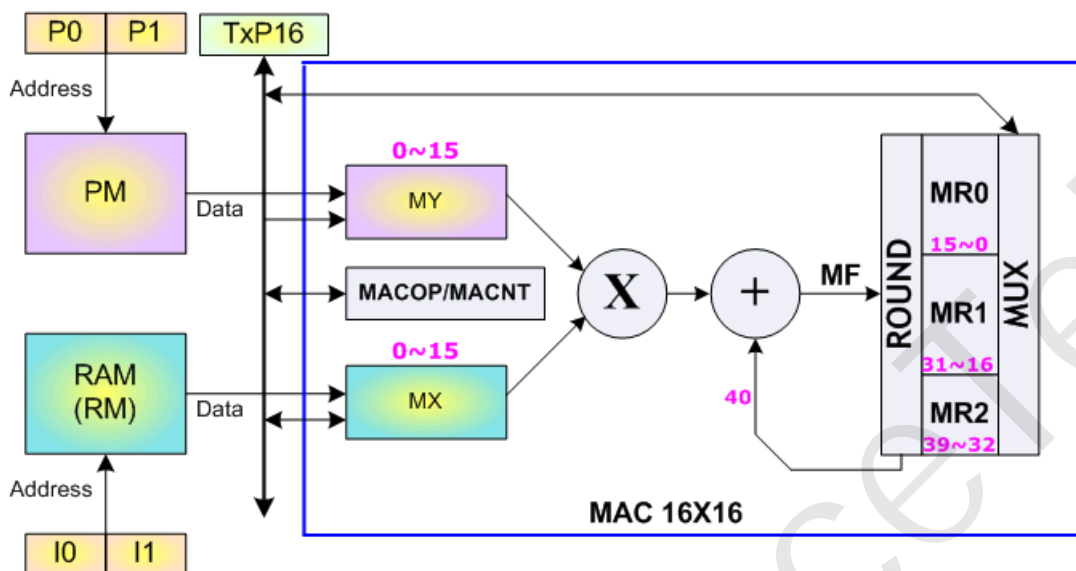 P0 P1
TxP16
Address
PM
Data
0~15
MY
MACOP/MACNT
0~15
MX
RAM
(RM)
Data
Address
I0 I1
X
+
MF
40
ROUND
MR0
15~0
MR1
31~16
MR2
39~32
MUX
MAC 16X16